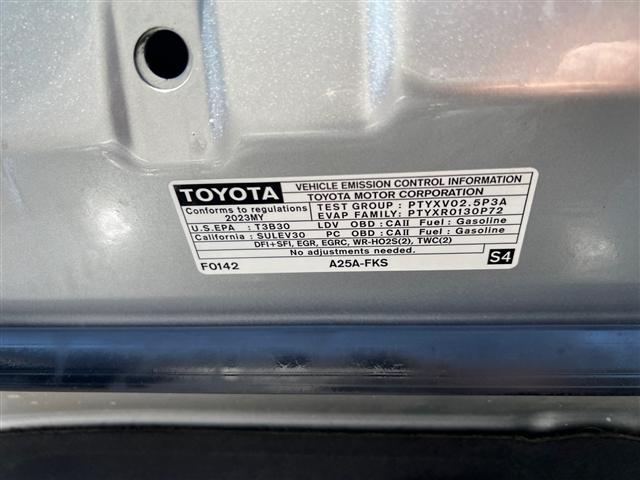 TOYOTA VEHICLE EMISSION CONTROL INFORMATION
TOYOTA MOTOR CORPORATION
Conforms to regulations TEST GROUP : PTYXV02.5P3A
2023MY EVAP FAMILY: PTYXR0130P72
U.S.EPA : T3B30 LDV OBD : CAII Fuel : Gasoline
California : SULEV30 PC OBD : CAII Fuel : Gasoline
DFI+SFI, EGR, EGRC, WR-HO2S(2), TWC(2)
No adjustments needed.
F0142 A25A-FKS S4